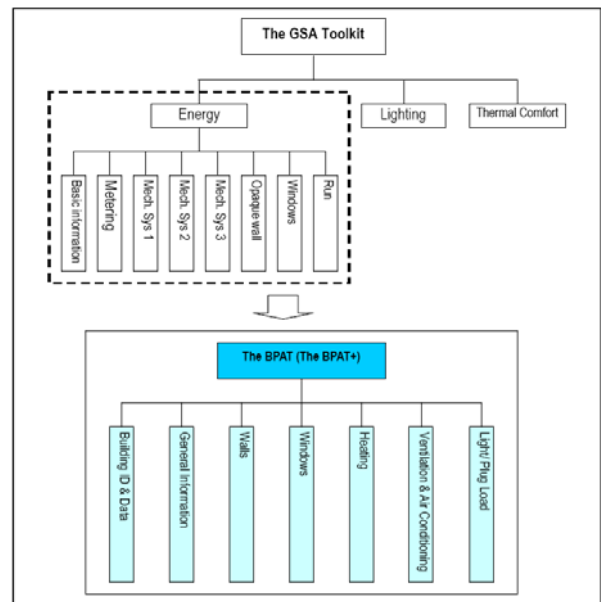 The GSA Toolkit
Energy
Lighting
Thermal Comfort
Basic information
Metering
Mech. Sys 1
Mech. Sys 2
Mech. Sys 3
Opaque wall
Windows
Run
The BPAT (The BPAT+)
Building ID & Data
General Information
Walls
Windows
Heating
Ventilation & Air Conditioning
Light/ Plug Load